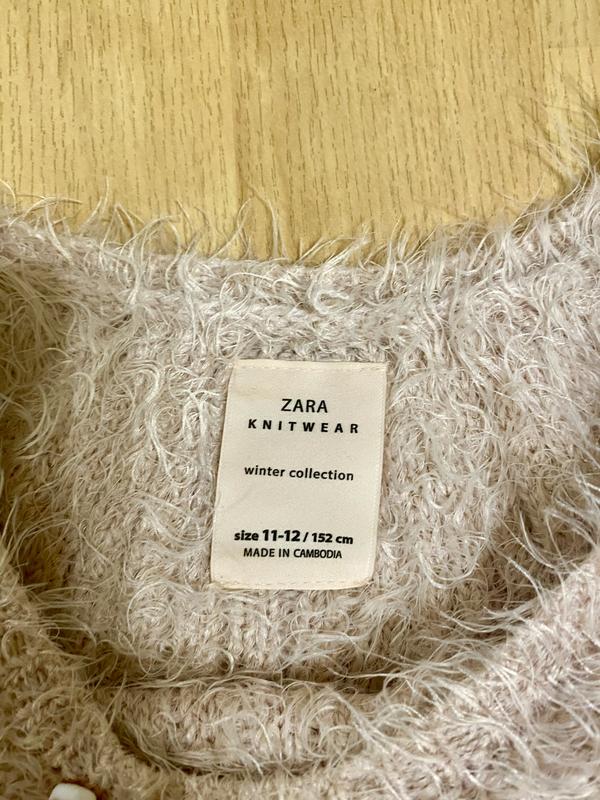 ZARA
KNITWEAR
winter collection
size 11-12 / 152 cm
MADE IN CAMBODIA